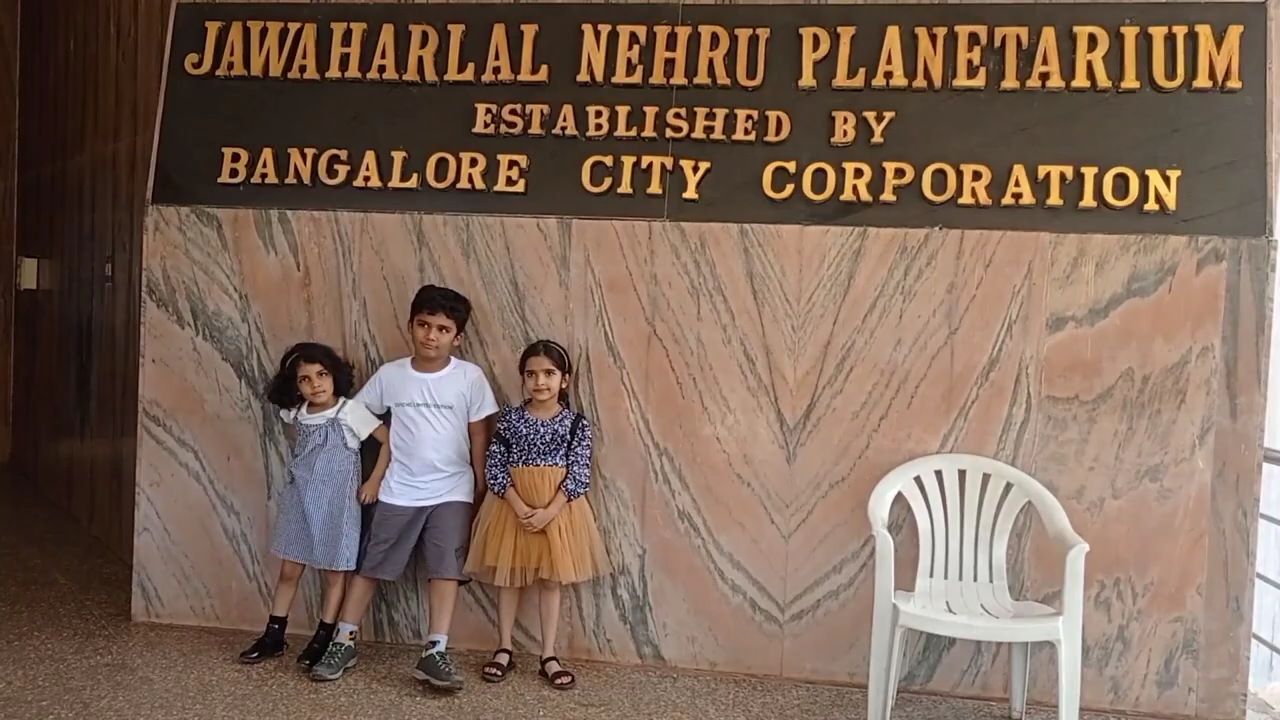 JAWAHARLAL NEHRU PLANETARIUM
ESTABLISHED BY
BANGALORE CITY CORPORATION